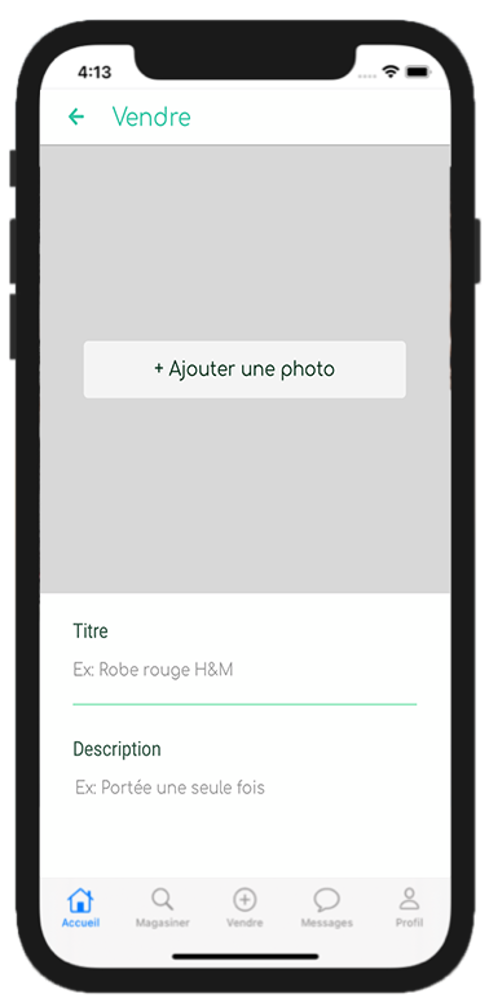 4:13
Vendre
+ Ajouter une photo
Titre
Ex: Robe rouge H&M
Description
Ex: Portée une seule fois
Accueil Magasiner Vendre Messages Profil